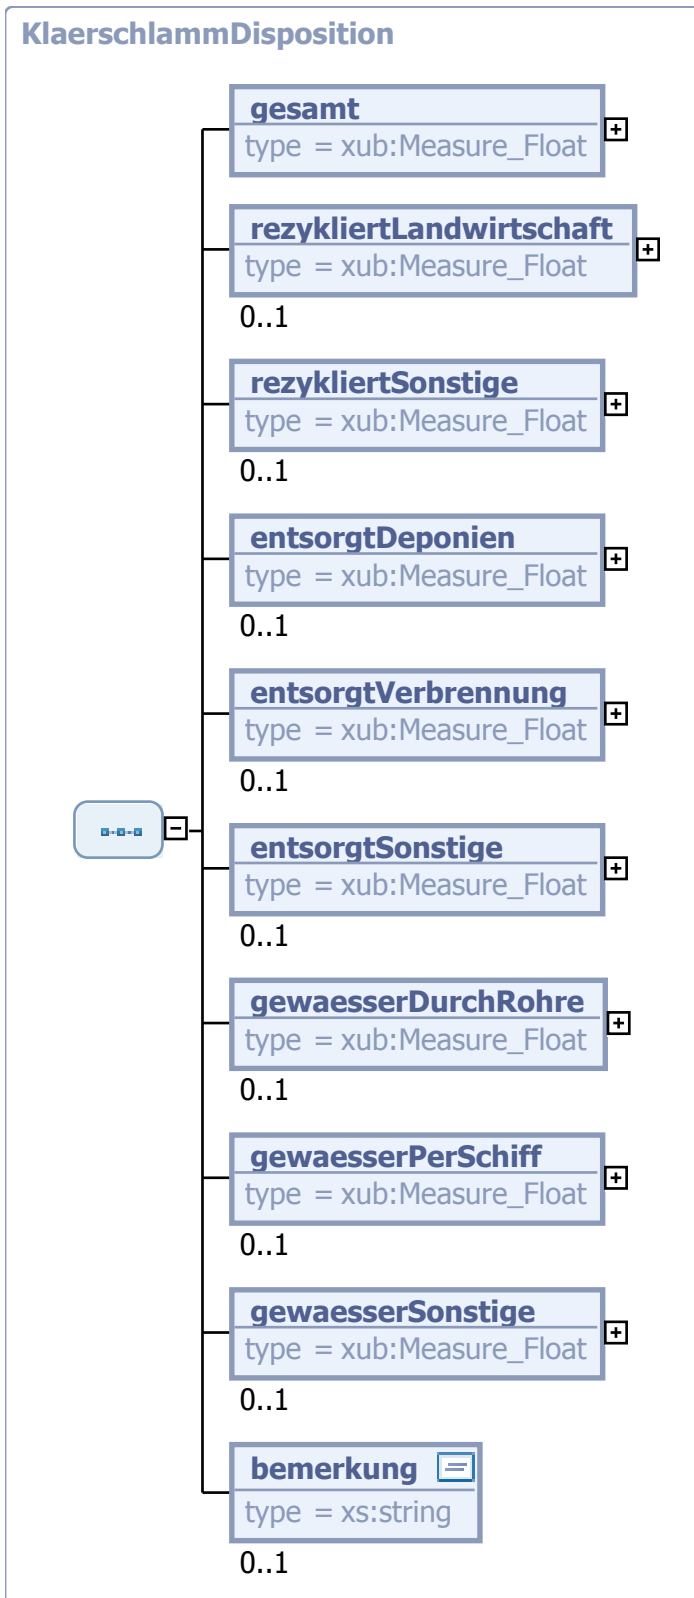 KlaerschlammDisposition
gesamt
type = xub:Measure_Float
rezykliertLandwirtschaft
type = xub:Measure_Float
0..1
rezykliertSonstige
type = xub:Measure_Float
0..1
entsorgtDeponien
type = xub:Measure_Float
0..1
entsorgtVerbrennung
type = xub:Measure_Float
0..1
entsorgtSonstige
type = xub:Measure_Float
0..1
gewaesserDurchRohre
type = xub:Measure_Float
0..1
gewaesserPerSchiff
type = xub:Measure_Float
0..1
gewaesserSonstige
type = xub:Measure_Float
0..1
bemerkung
type = xs:string
0..1